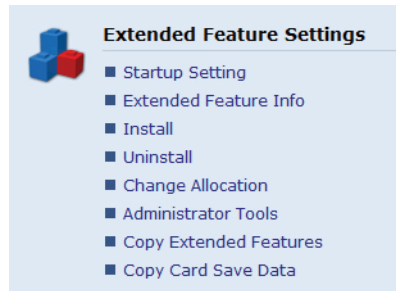 Extended Feature Settings
Startup Setting
Extended Feature Info
Install
Uninstall
Change Allocation
Administrator Tools
Copy Extended Features
Copy Card Save Data